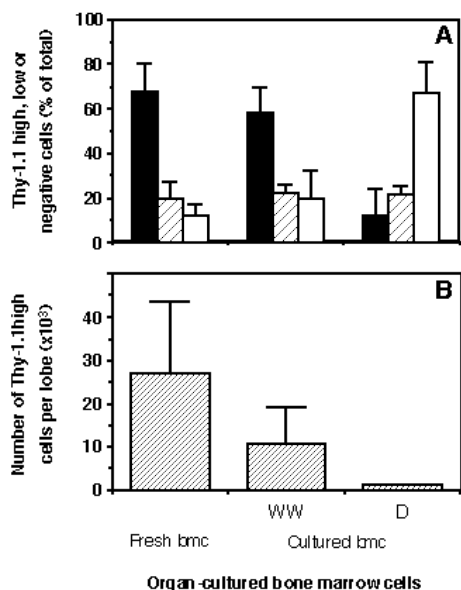 100
A
80
60
40
20
0
Thy-1.1 high, low or
negative cells (% of total)
B
40
30
20
10
0
Number of Thy-1.1high
cells per lobe (x10³)
WW D
Fresh bmc Cultured bmc
Organ-cultured bone marrow cells